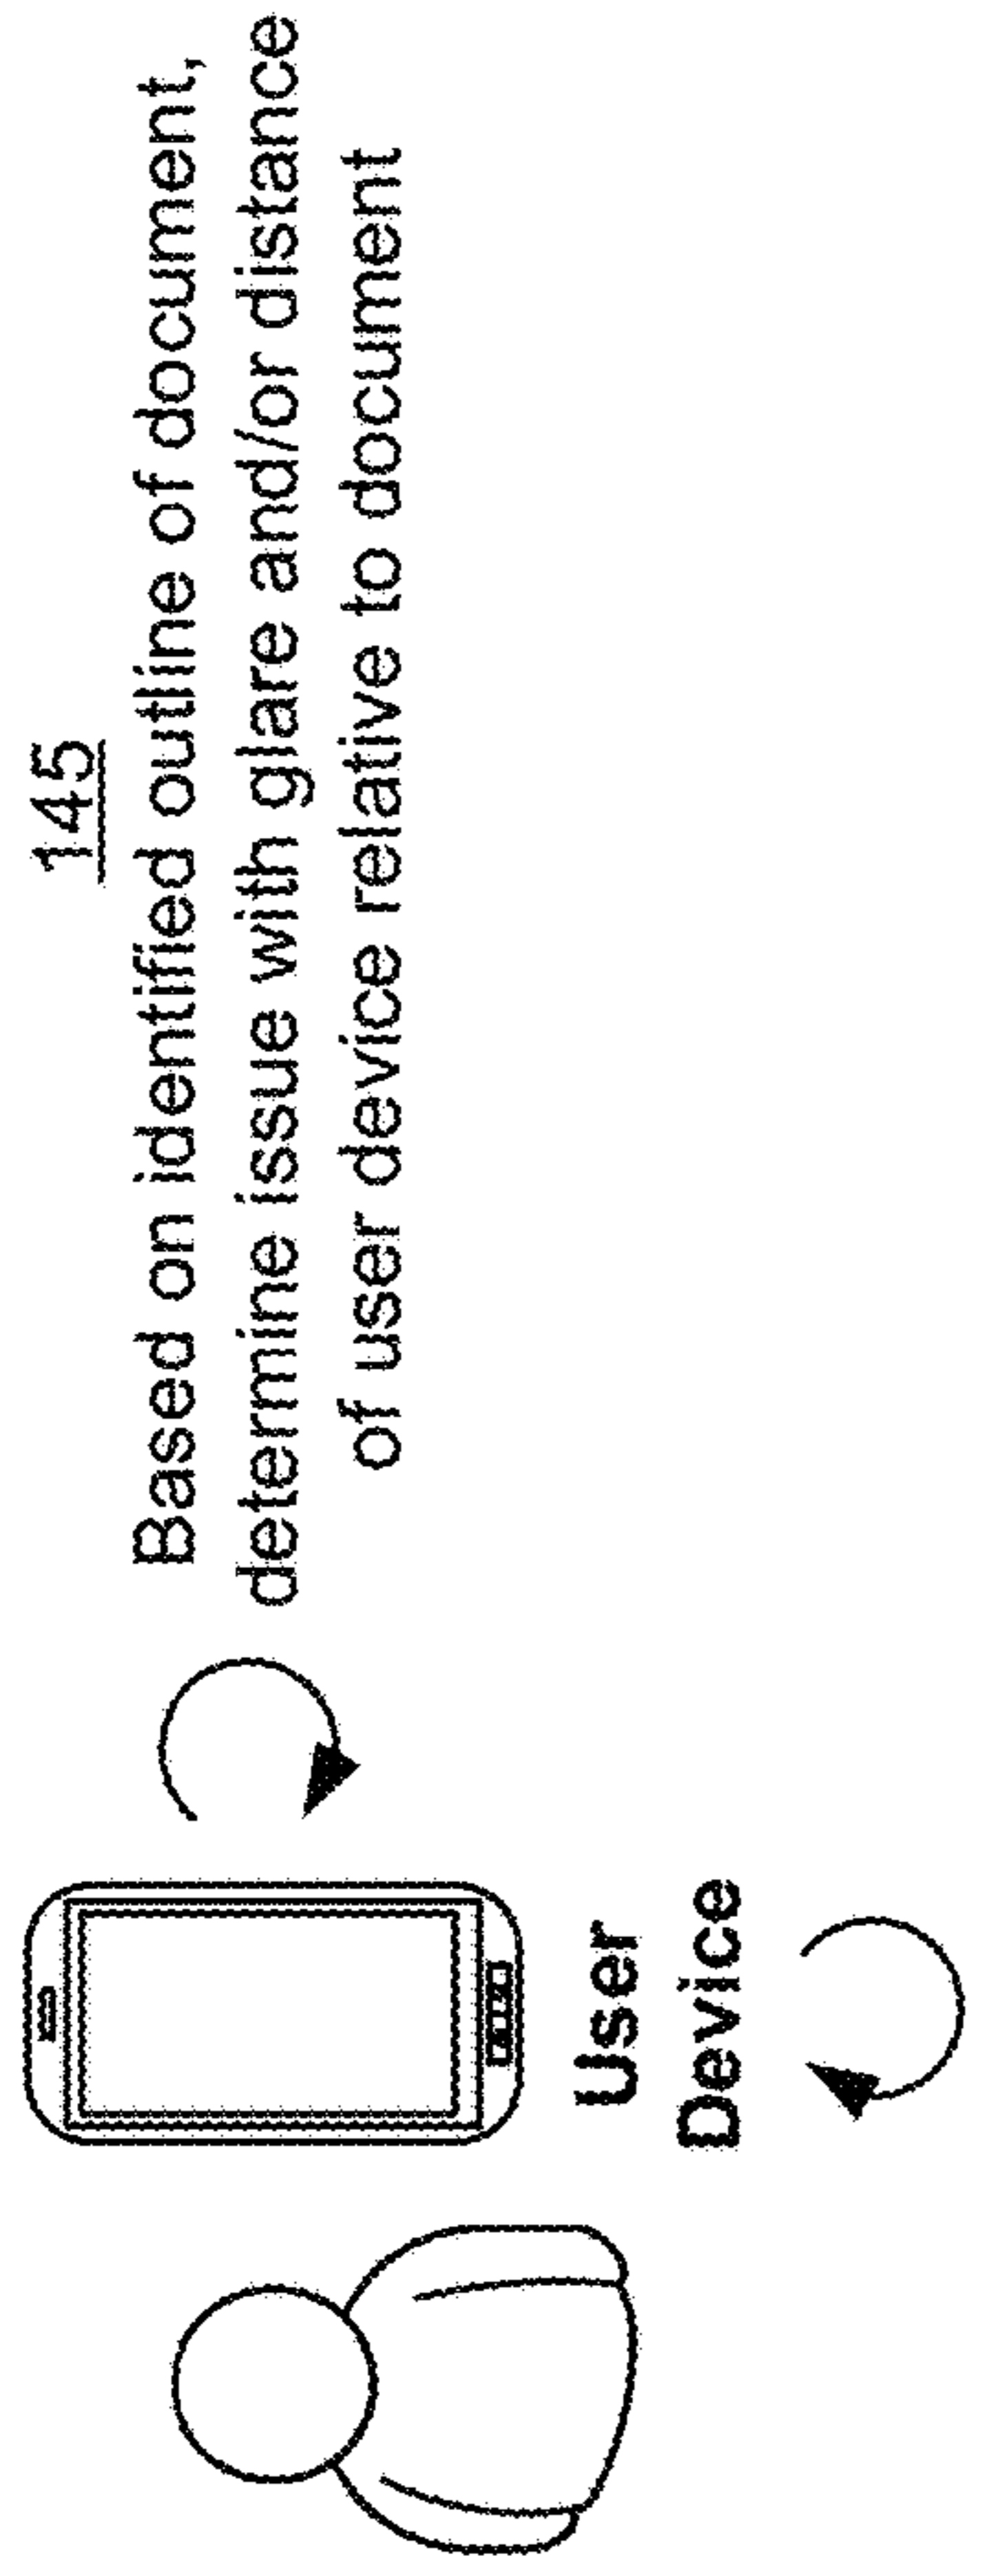 145
Based on identified outline of document,
determine issue with glare and/or distance
of user device relative to document
User
Device